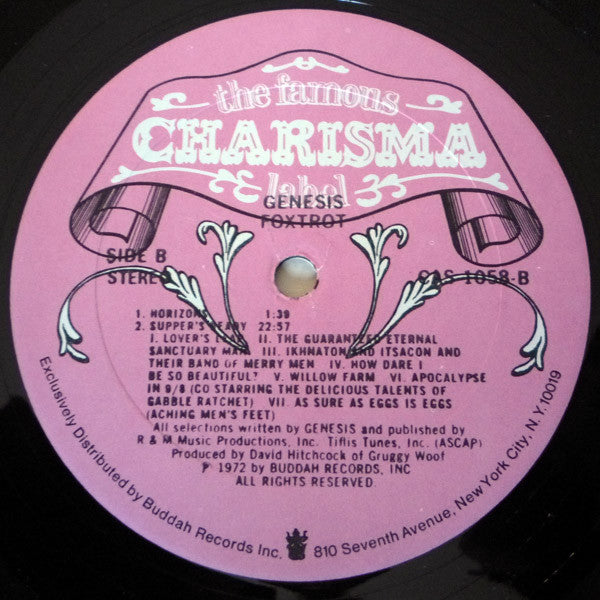 the famous
CHARISMA
label
GENESIS
FOXTROT
SIDE B
STEREO
CAS 1058-B
1. HORIZONS 1:39
2. SUPPER'S READY 22:57
I. LOVER'S LEAP II. THE GUARANTEED ETERNAL
SANCTUARY MAN III. IKHNATON AND ITSACON AND
THEIR BAND OF MERRY MEN IV. HOW DARE I
BE SO BEAUTIFUL? V. WILLOW FARM VI. APOCALYPSE
IN 9/8 (CO STARRING THE DELICIOUS TALENTS OF
GABBLE RATCHET) VII. AS SURE AS EGGS IS EGGS
(ACHING MEN'S FEET)
All selections written by GENESIS and published by
R & M Music Productions, Inc. Tiflis Tunes, Inc. (ASCAP)
Produced by David Hitchcock of Gruggy Woof
℗ 1972 by BUDDAH RECORDS, INC
ALL RIGHTS RESERVED
Exclusively Distributed by Buddah Records Inc. 810 Seventh Avenue, New York City, N.Y. 10019